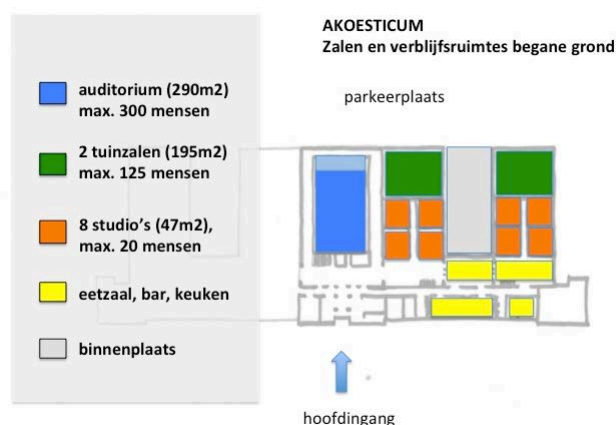 AKOESTICUM
Zalen en verblijfsruimtes begane grond
auditorium (290m2)
max. 300 mensen
parkeerplaats
2 tuinzalen (195m2)
max. 125 mensen
8 studio's (47m2),
max. 20 mensen
eetzaal, bar, keuken
binnenplaats
hoofdingang